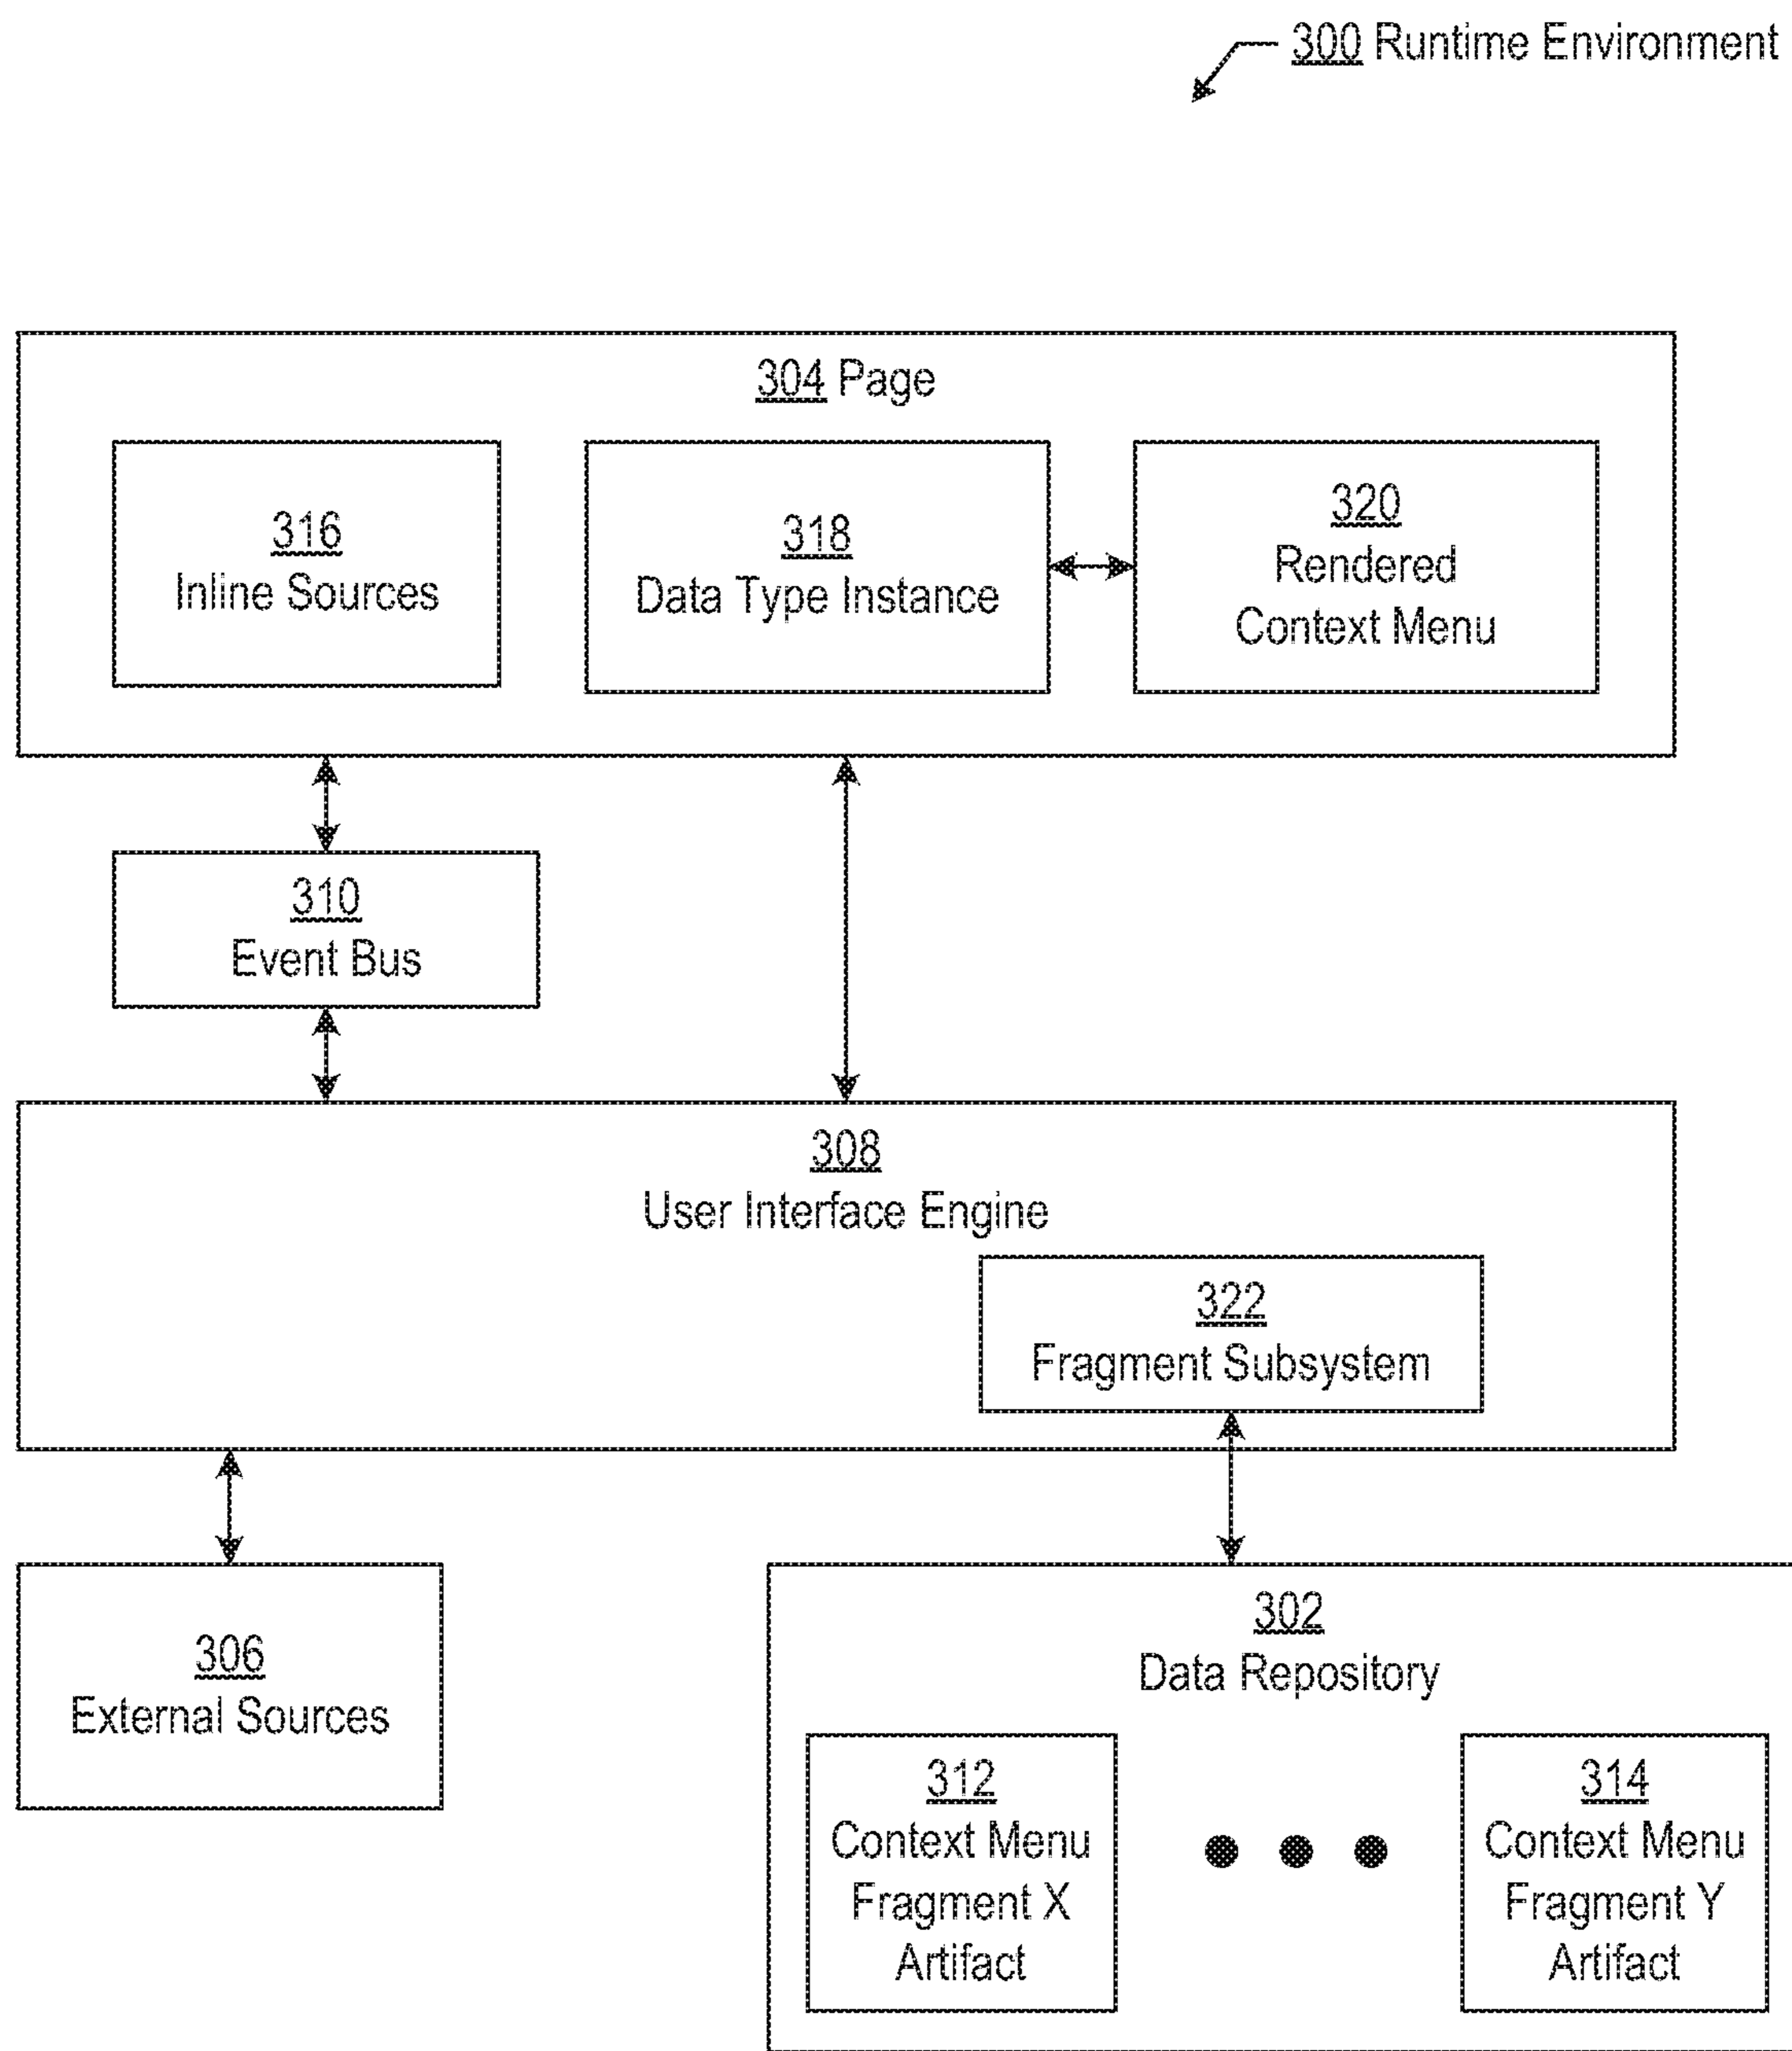 300 Runtime Environment
304 Page
316
Inline Sources
318
Data Type Instance
320
Rendered
Context Menu
310
Event Bus
308
User Interface Engine
322
Fragment Subsystem
306
External Sources
302
Data Repository
312
Context Menu
Fragment X
Artifact
314
Context Menu
Fragment Y
Artifact